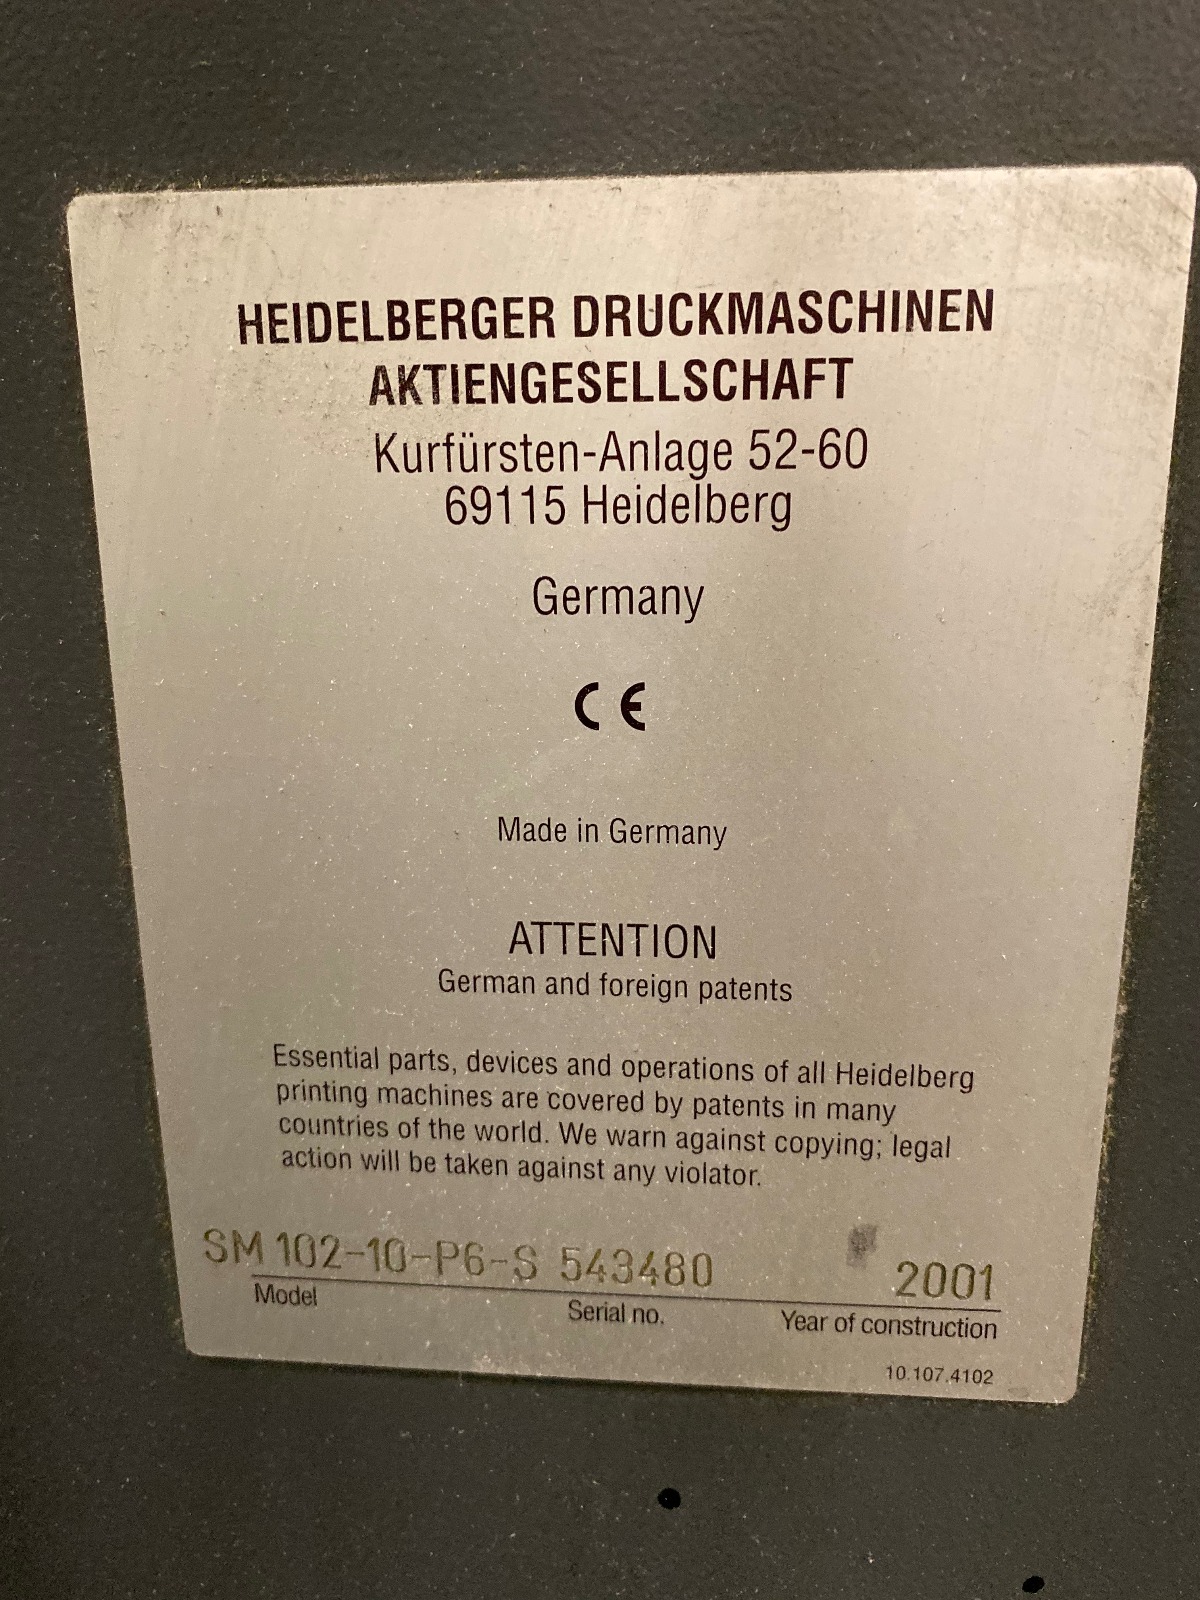 HEIDELBERGER DRUCKMASCHINEN
AKTIENGESELLSCHAFT
Kurfürsten-Anlage 52-60
69115 Heidelberg
Germany
CE
Made in Germany
ATTENTION
German and foreign patents
Essential parts, devices and operations of all Heidelberg
printing machines are covered by patents in many
countries of the world. We warn against copying; legal
action will be taken against any violator.
SM 102-10-P6-S 543480 2001
Model Serial no. Year of construction
10.107.4102